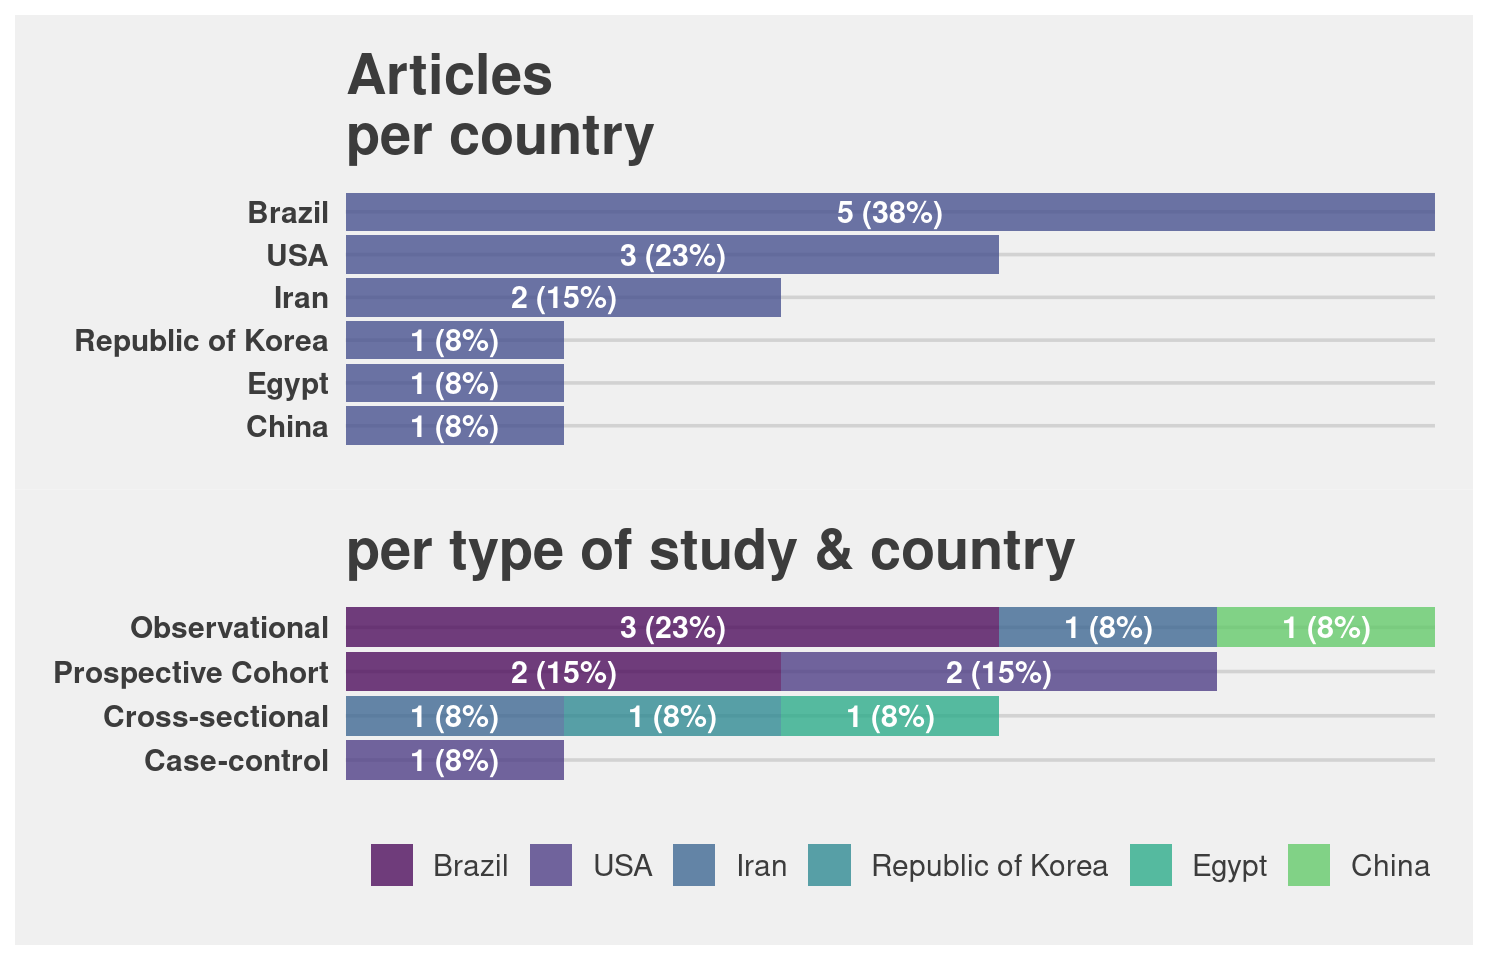 Articles
per country
Brazil 5 (38%)
USA 3 (23%)
Iran 2 (15%)
Republic of Korea 1 (8%)
Egypt 1 (8%)
China 1 (8%)
per type of study & country
Observational 3 (23%) 1 (8%) 1 (8%)
Prospective Cohort 2 (15%) 2 (15%)
Cross-sectional 1 (8%) 1 (8%) 1 (8%)
Case-control 1 (8%)
Brazil USA Iran Republic of Korea Egypt China